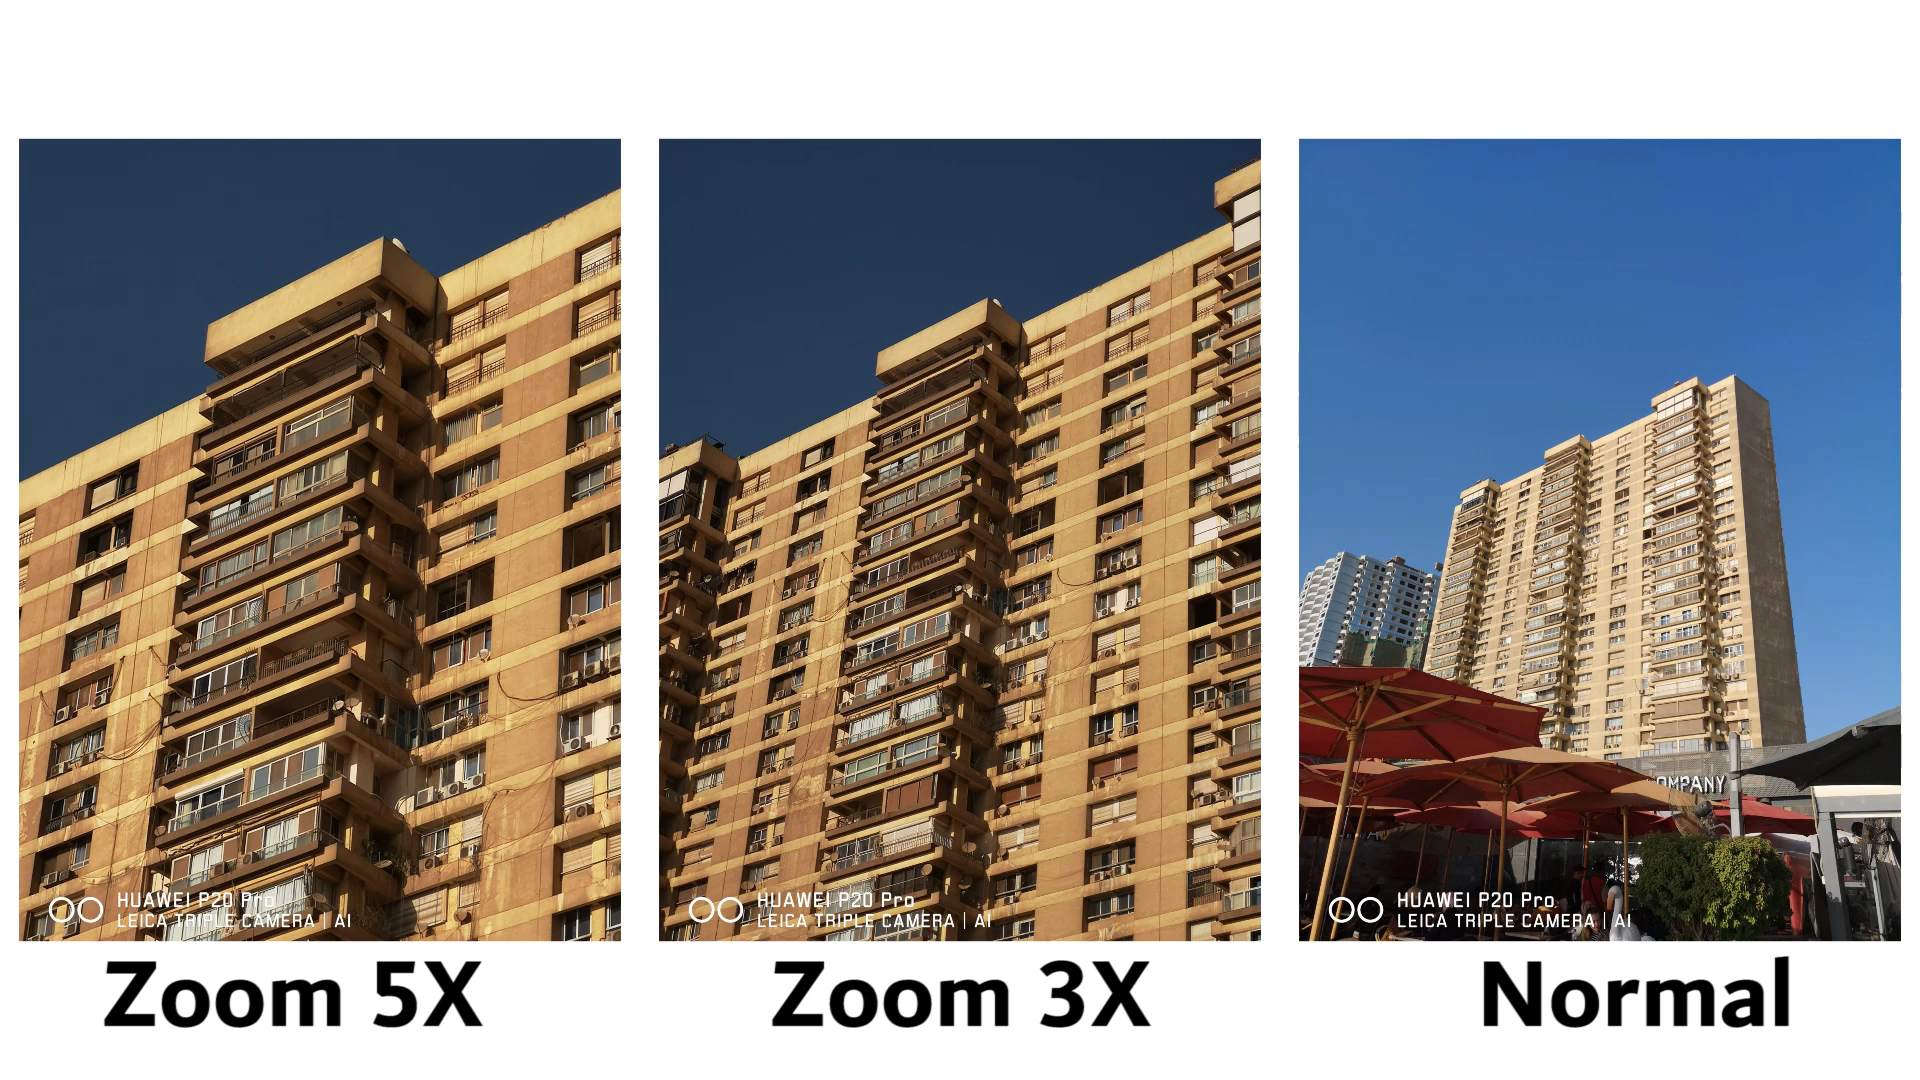 HUAWEI P20 Pro
LEICA TRIPLE CAMERA | AI
Zoom 5X
HUAWEI P20 Pro
LEICA TRIPLE CAMERA | AI
Zoom 3X
OMPANY
HUAWEI P20 Pro
LEICA TRIPLE CAMERA | AI
Normal